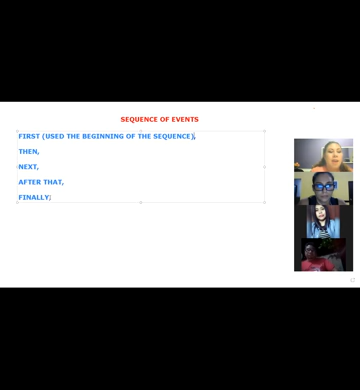 SEQUENCE OF EVENTS
FIRST (USED THE BEGINNING OF THE SEQUENCE),
THEN,
NEXT,
AFTER THAT,
FINALLY;